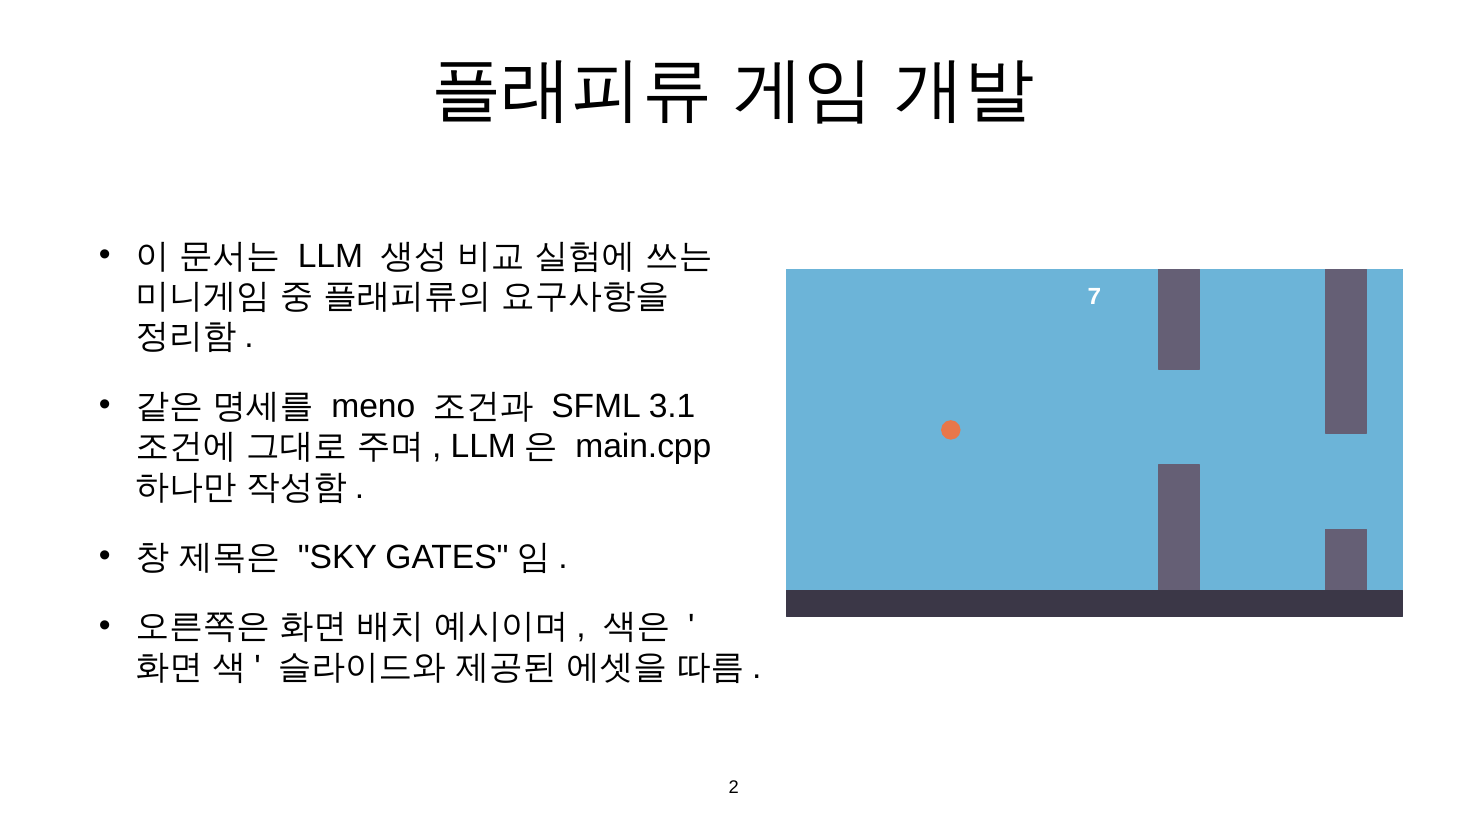 플래피류 게임 개발
• 이 문서는 LLM 생성 비교 실험에 쓰는
미니게임 중 플래피류의 요구사항을
정리함.
• 같은 명세를 meno 조건과 SFML 3.1
조건에 그대로 주며, LLM은 main.cpp
하나만 작성함.
• 창 제목은 "SKY GATES"임.
• 오른쪽은 화면 배치 예시이며, 색은 '
화면 색' 슬라이드와 제공된 에셋을 따름.
7
2